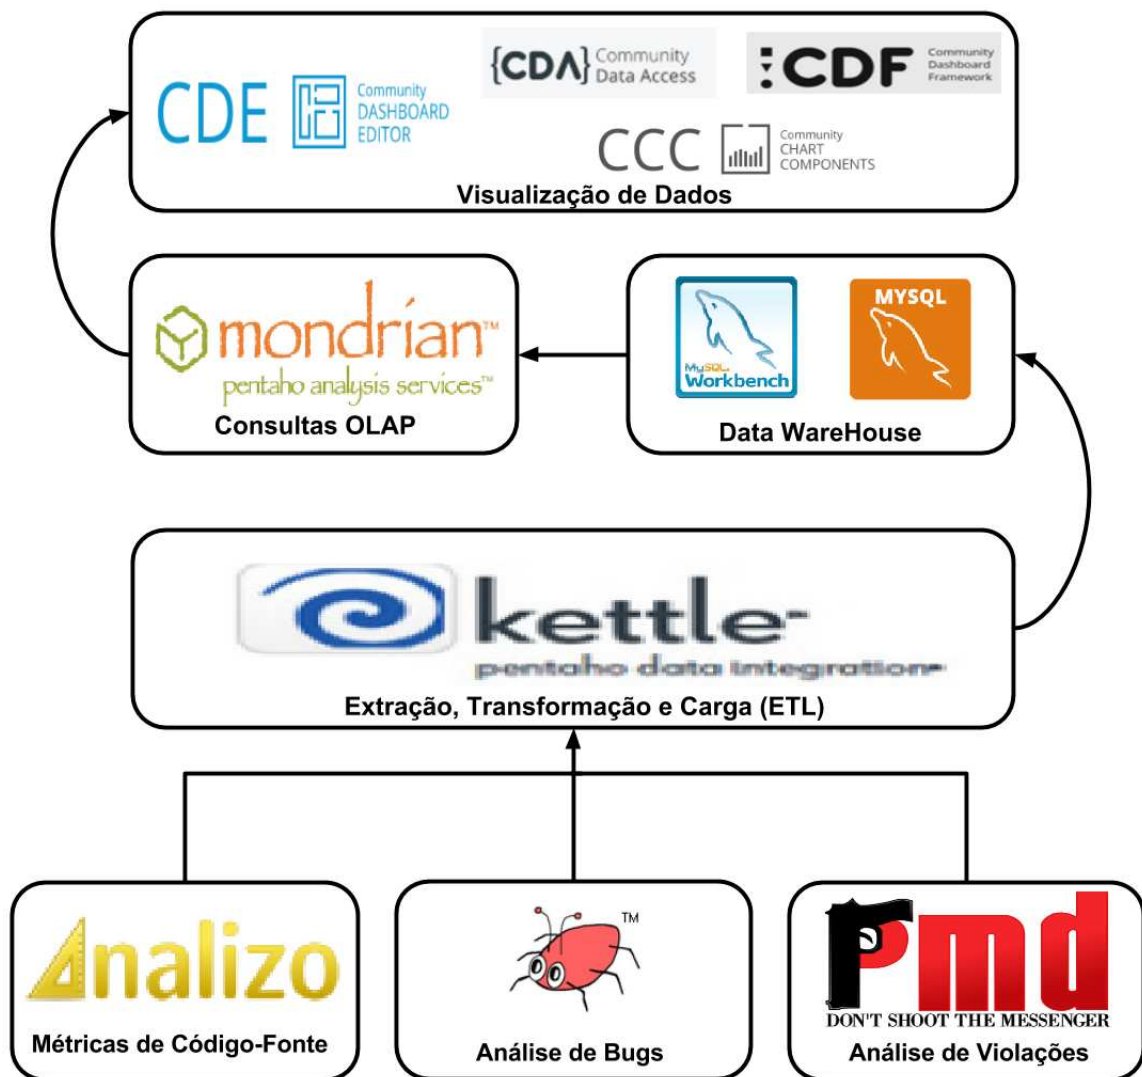 CDE
Community
DASHBOARD
EDITOR
{CDA} Community
Data Access
CDF
Community
Dashboard
Framework
CCC
Community
CHART
COMPONENTS
Visualização de Dados
mondrian™
pentaho analysis services™
Consultas OLAP
MySQL
Workbench
MYSQL
Data WareHouse
kettle
pentaho data integration
Extração, Transformação e Carga (ETL)
Analizo
Métricas de Código-Fonte
TM
Análise de Bugs
Pmd
DON'T SHOOT THE MESSENGER
Análise de Violações